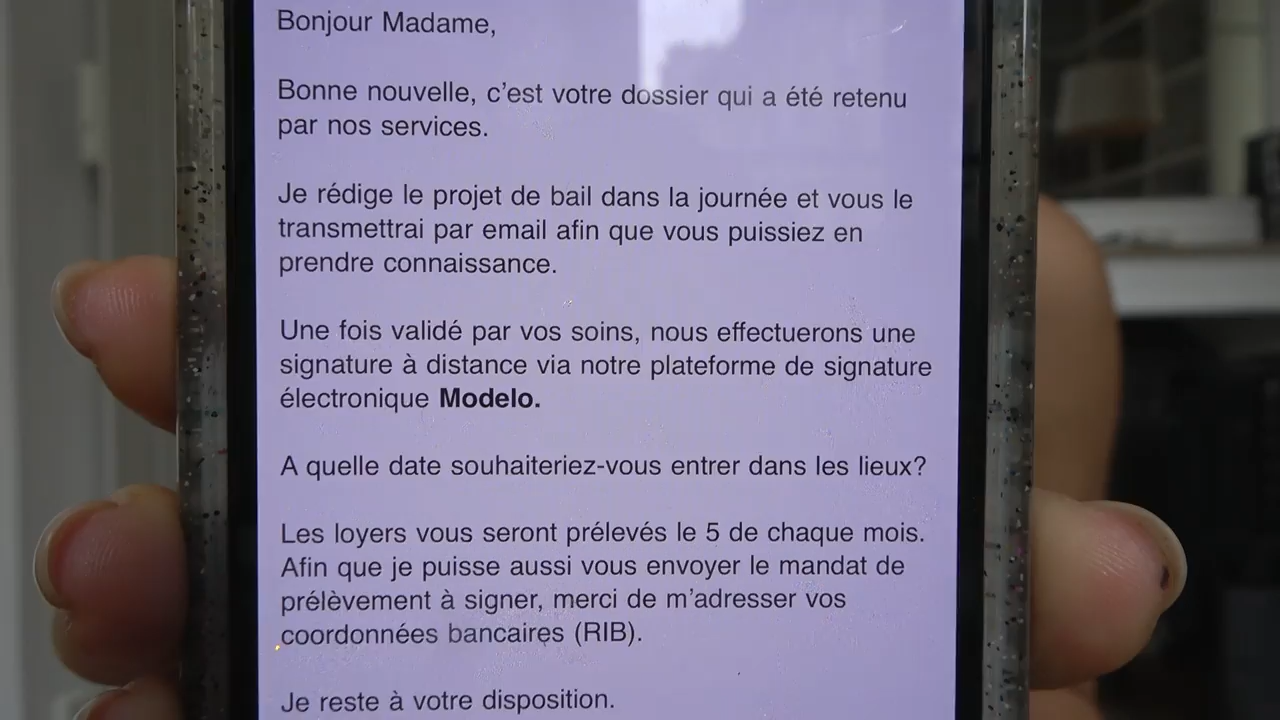 Bonjour Madame,
Bonne nouvelle, c'est votre dossier qui a été retenu
par nos services.
Je rédige le projet de bail dans la journée et vous le
transmettrai par email afin que vous puissiez en
prendre connaissance.
Une fois validé par vos soins, nous effectuerons une
signature à distance via notre plateforme de signature
électronique Modelo.
A quelle date souhaiteriez-vous entrer dans les lieux?
Les loyers vous seront prélevés le 5 de chaque mois.
Afin que je puisse aussi vous envoyer le mandat de
prélèvement à signer, merci de m'adresser vos
coordonnées bancaires (RIB).
Je reste à votre disposition.